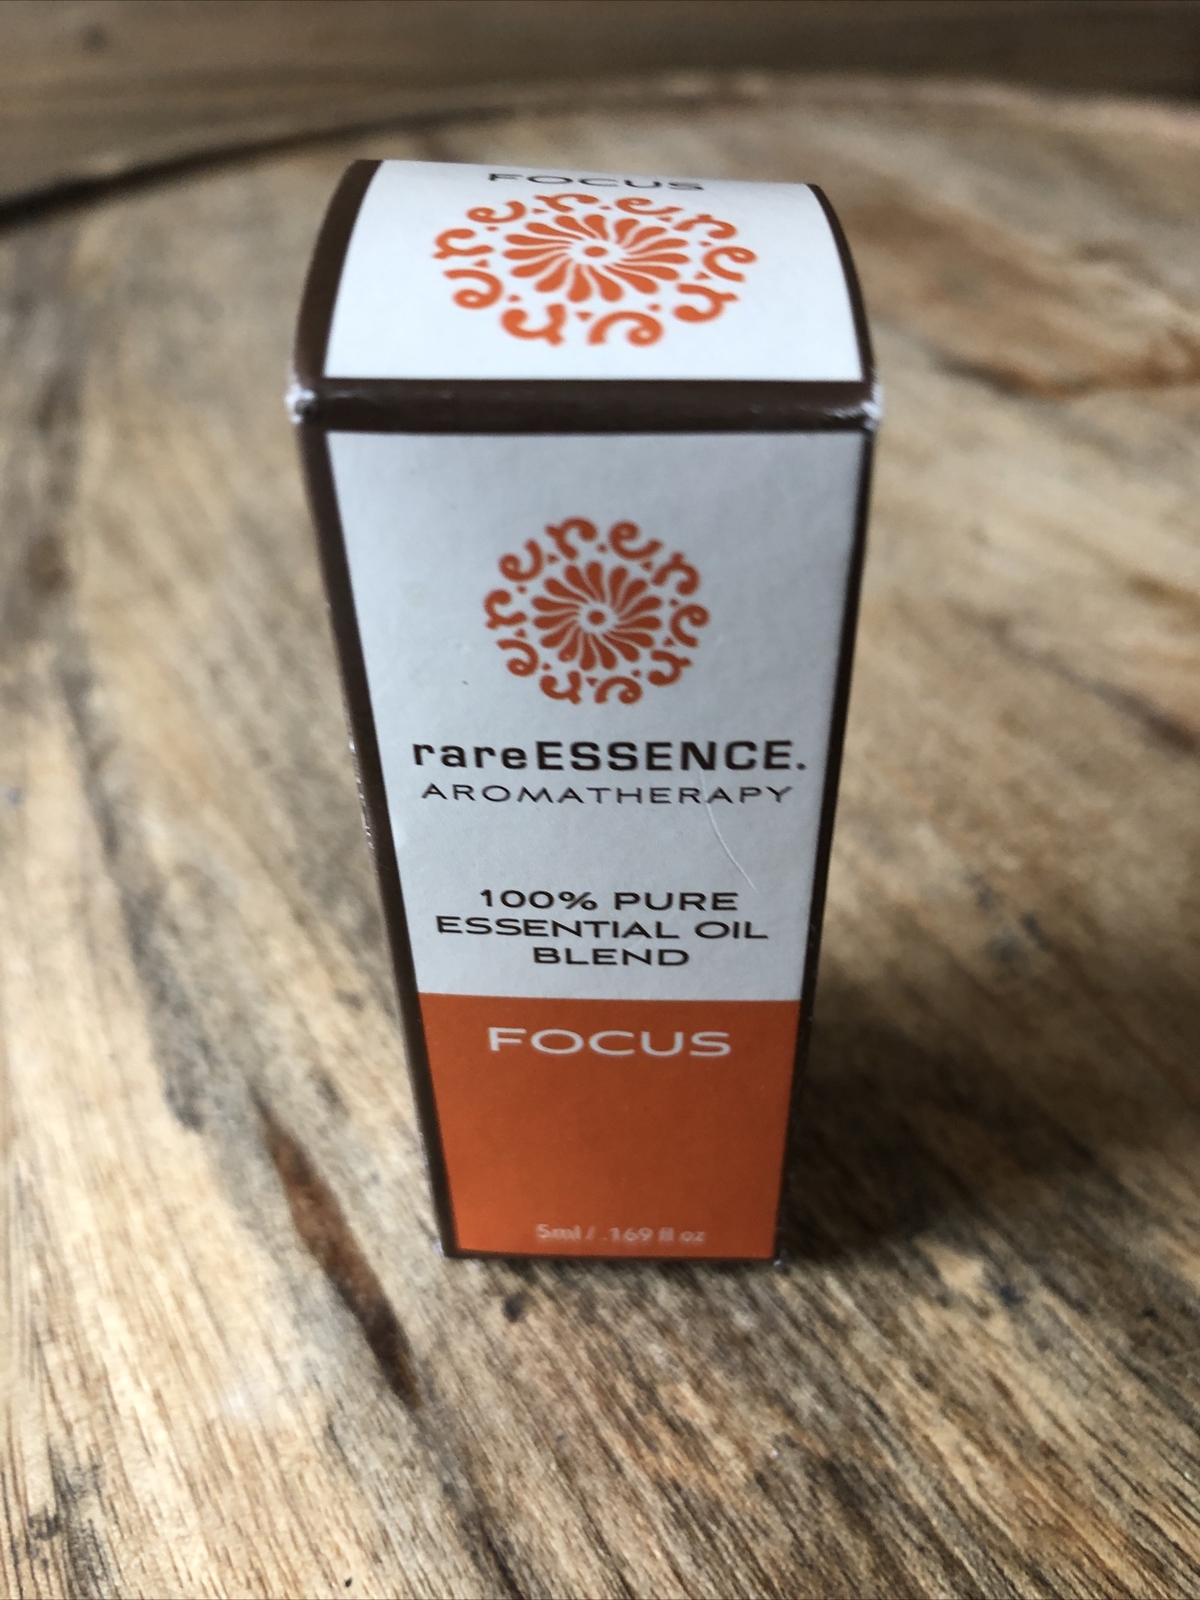 FOCUS
rareESSENCE.
AROMATHERAPY
100% PURE
ESSENTIAL OIL
BLEND
FOCUS
5ml / .169 fl oz